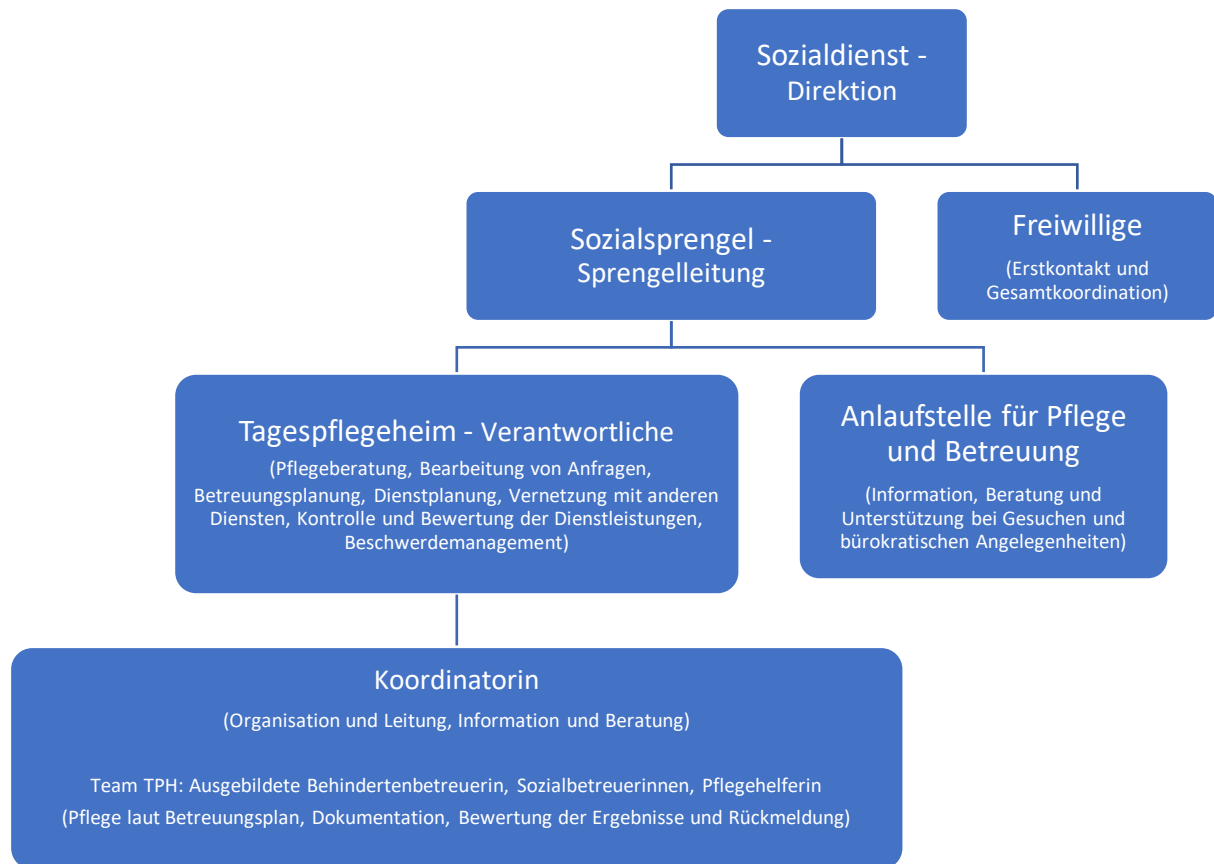 Sozialdienst -
Direktion
Sozialsprengel -
Sprengelleitung
Freiwillige
(Erstkontakt und
Gesamtkoordination)
Tagespflegeheim - Verantwortliche
(Pflegeberatung, Bearbeitung von Anfragen,
Betreuungsplanung, Dienstplanung, Vernetzung mit anderen
Diensten, Kontrolle und Bewertung der Dienstleistungen,
Beschwerdemanagement)
Anlaufstelle für Pflege
und Betreuung
(Information, Beratung und
Unterstützung bei Gesuchen und
bürokratischen Angelegenheiten)
Koordinatorin
(Organisation und Leitung, Information und Beratung)
Team TPH: Ausgebildete Behindertenbetreuerin, Sozialbetreuerinnen, Pflegehelferin
(Pflege laut Betreuungsplan, Dokumentation, Bewertung der Ergebnisse und Rückmeldung)